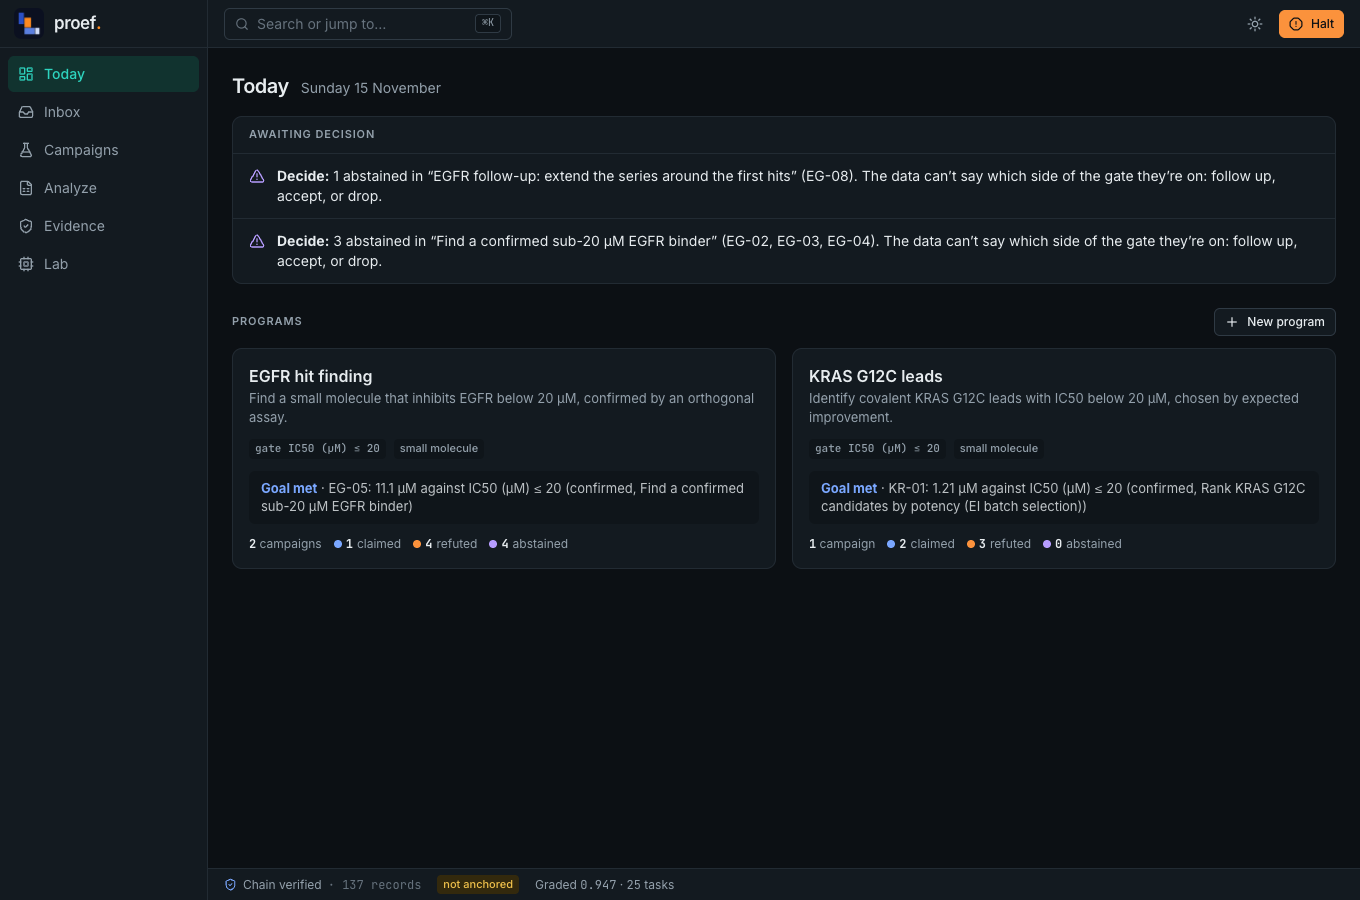 proef.
Search or jump to...
⌘K
Halt
Today
Inbox
Campaigns
Analyze
Evidence
Lab
Today Sunday 15 November
AWAITING DECISION
Decide: 1 abstained in “EGFR follow-up: extend the series around the first hits” (EG-08). The data can’t say which side of the gate they’re on: follow up,
accept, or drop.
Decide: 3 abstained in “Find a confirmed sub-20 µM EGFR binder” (EG-02, EG-03, EG-04). The data can’t say which side of the gate they’re on: follow up,
accept, or drop.
PROGRAMS
New program
EGFR hit finding
Find a small molecule that inhibits EGFR below 20 µM, confirmed by an orthogonal
assay.
gate IC50 (µM) ≤ 20 small molecule
Goal met · EG-05: 11.1 µM against IC50 (µM) ≤ 20 (confirmed, Find a confirmed
sub-20 µM EGFR binder)
2 campaigns 1 claimed 4 refuted 4 abstained
KRAS G12C leads
Identify covalent KRAS G12C leads with IC50 below 20 µM, chosen by expected
improvement.
gate IC50 (µM) ≤ 20 small molecule
Goal met · KR-01: 1.21 µM against IC50 (µM) ≤ 20 (confirmed, Rank KRAS G12C
candidates by potency (EI batch selection))
1 campaign 2 claimed 3 refuted 0 abstained
Chain verified · 137 records not anchored Graded 0.947 · 25 tasks